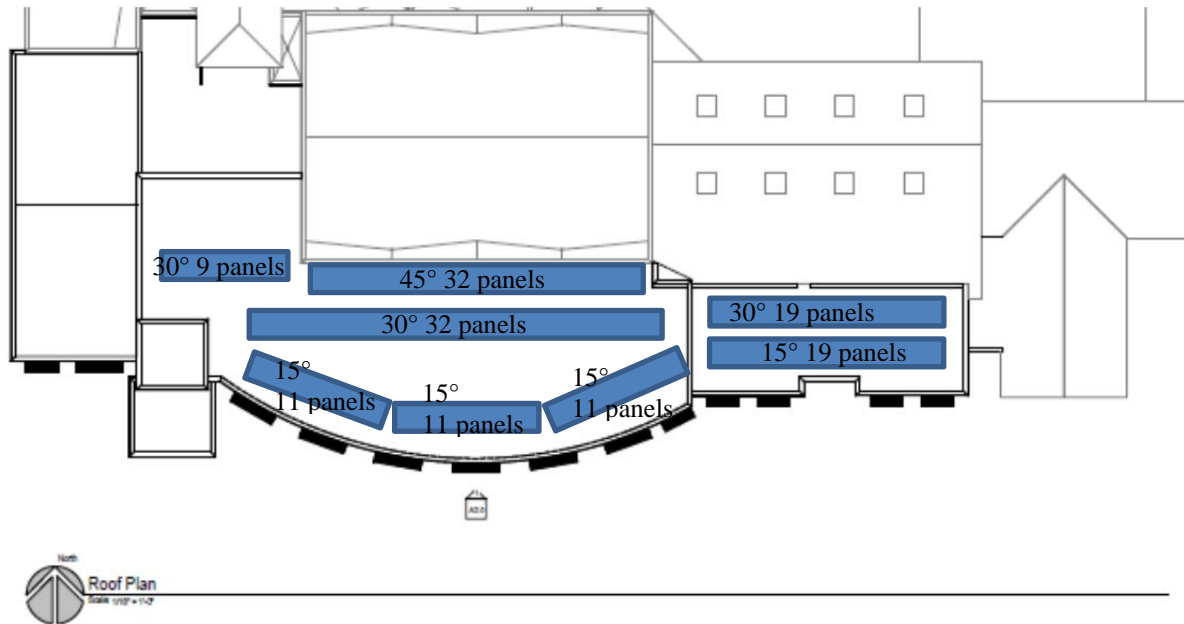 30° 9 panels
45° 32 panels
30° 32 panels
30° 19 panels
15° 19 panels
15°
11 panels
15°
11 panels
15°
11 panels
North
Roof Plan